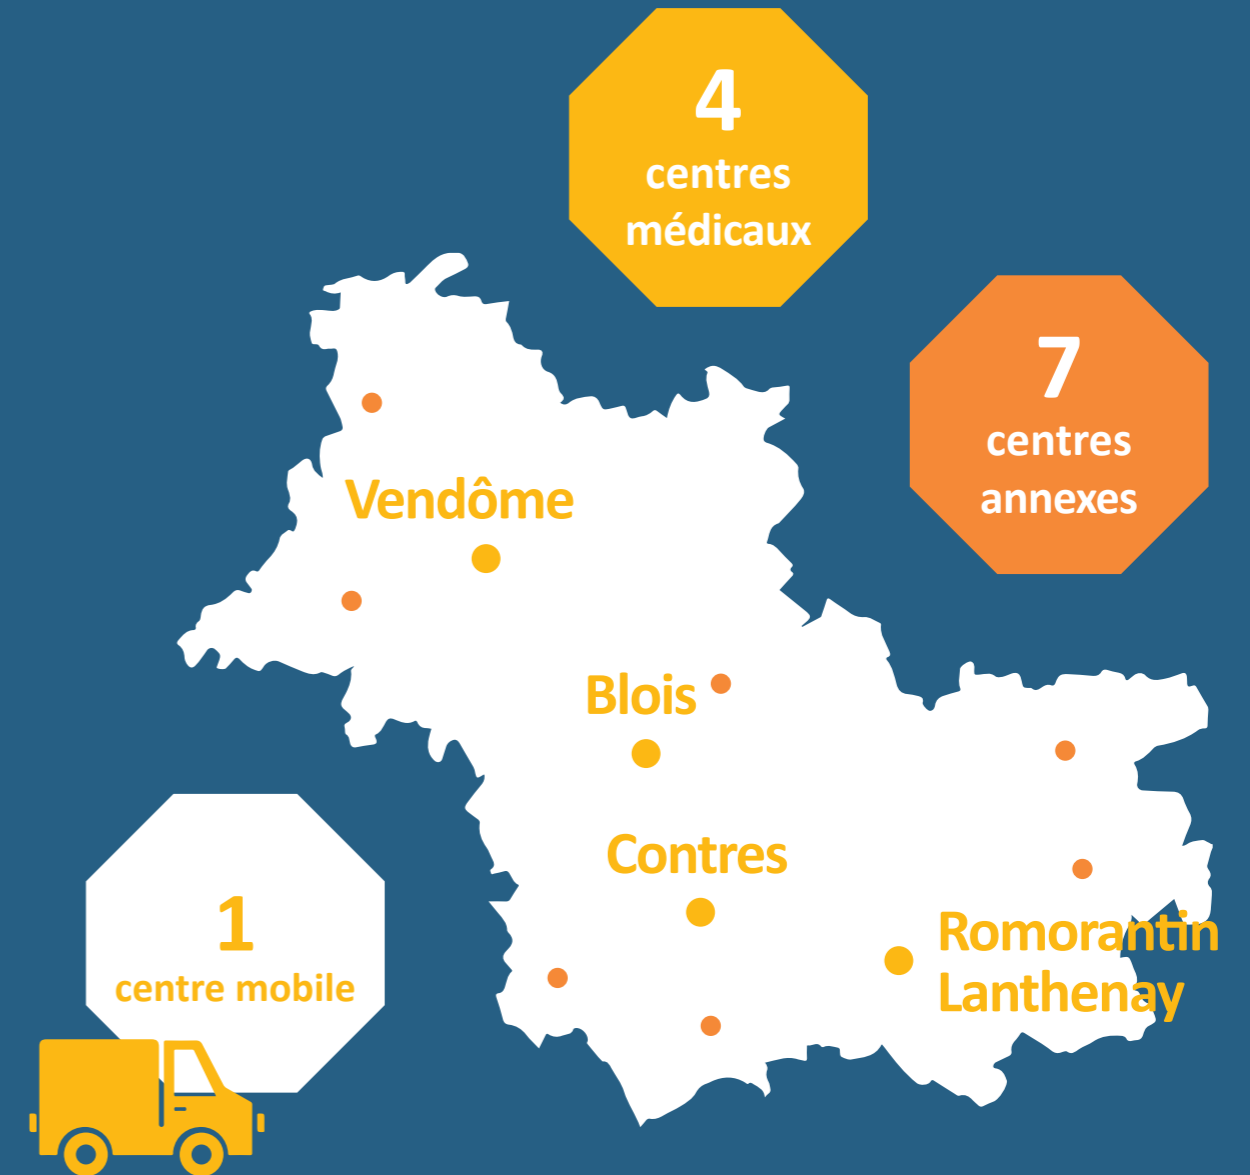 4
centres
médicaux
7
centres
annexes
Vendôme
Blois
Contres
Romorantin
Lanthenay
1
centre mobile